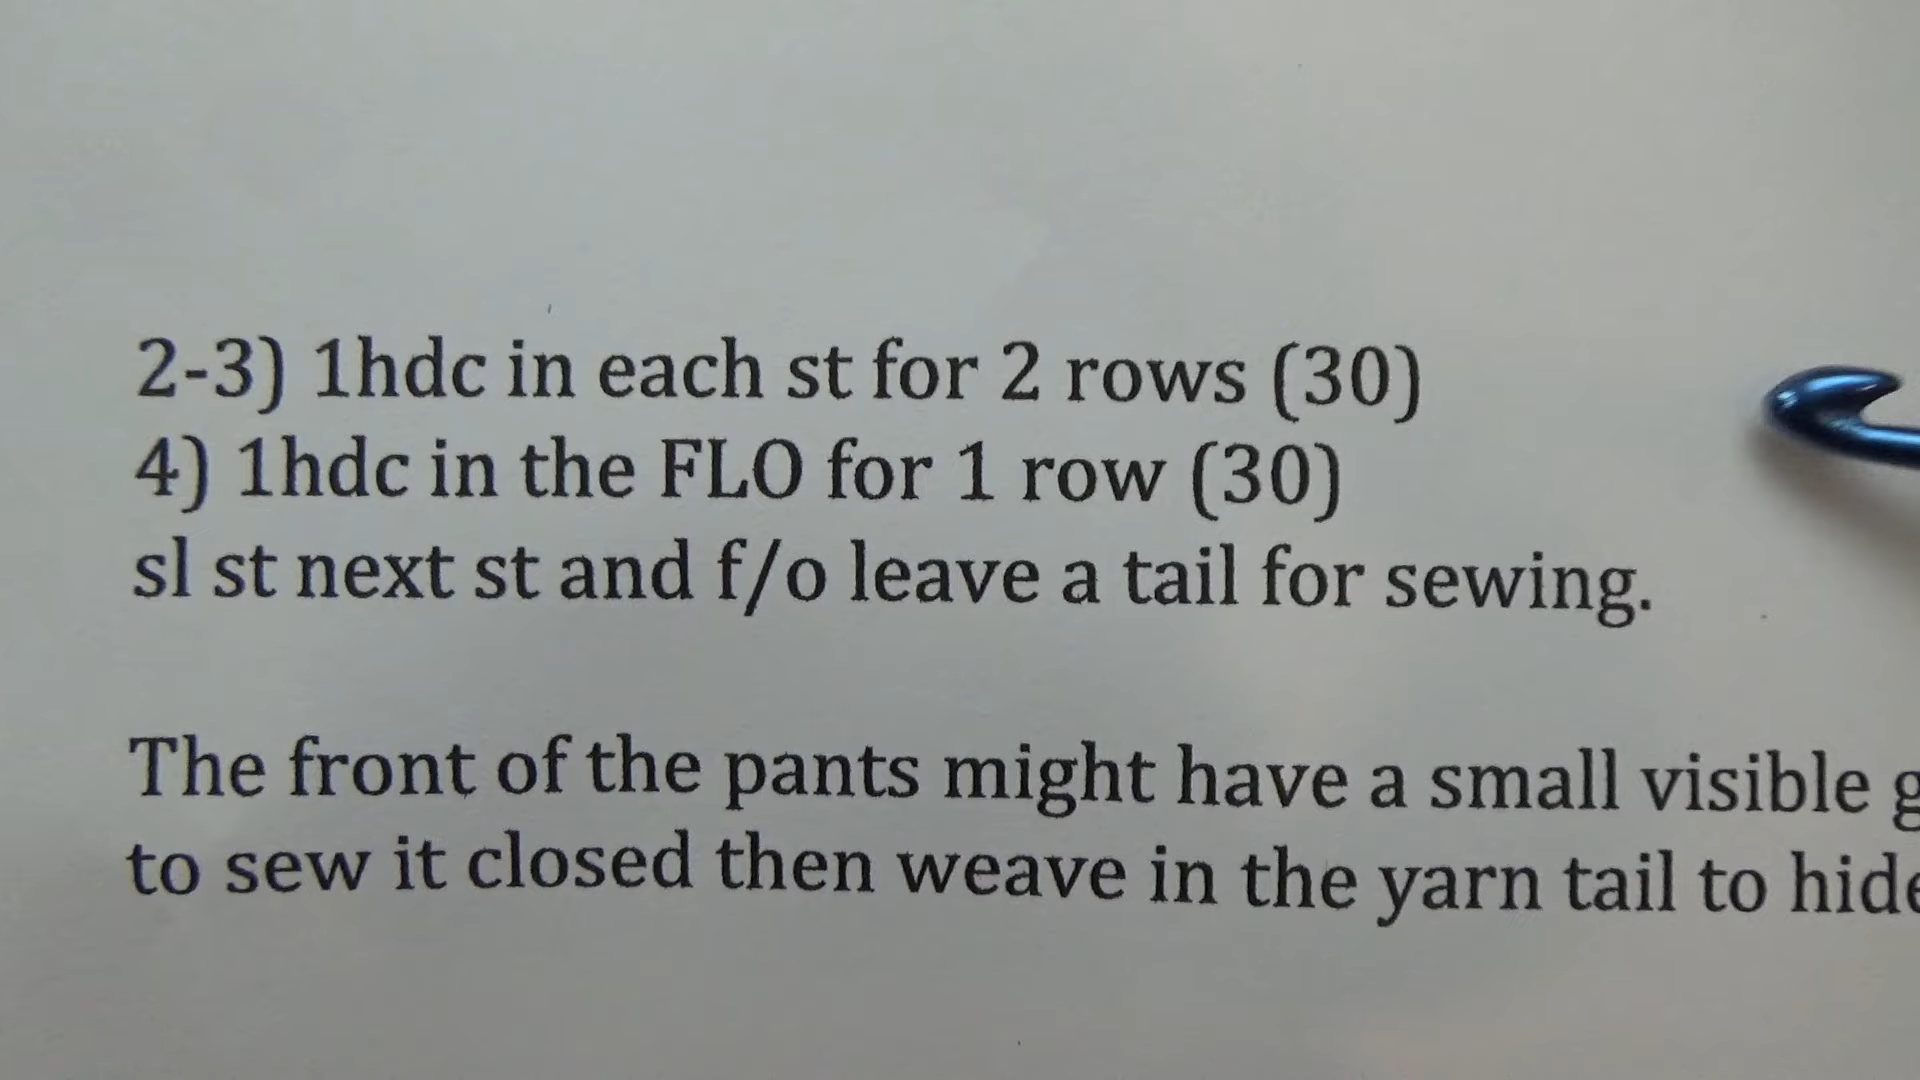 2-3) 1hdc in each st for 2 rows (30)
4) 1hdc in the FLO for 1 row (30)
sl st next st and f/o leave a tail for sewing.
The front of the pants might have a small visible
to sew it closed then weave in the yarn tail to